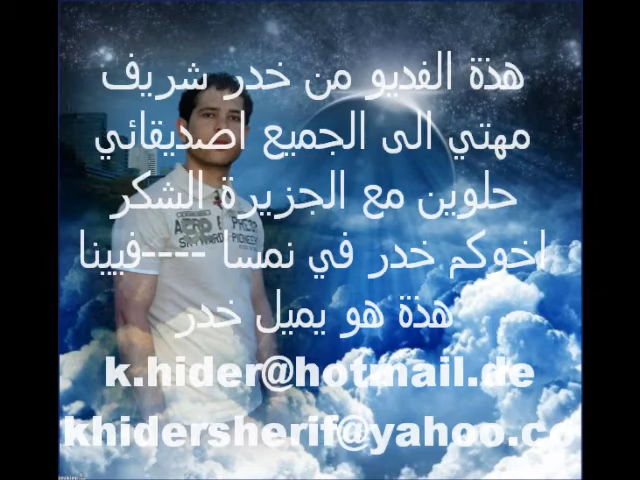 هذة الفديو من خدر شريف
مهتي الى الجميع اصديقائي
حلوين مع الجزيرة الشكر
اخوكم خدر في نمسا ----فيينا
هذة هو يميل خدر
k.hider@hotmail.de
khidersherif@yahoo.co